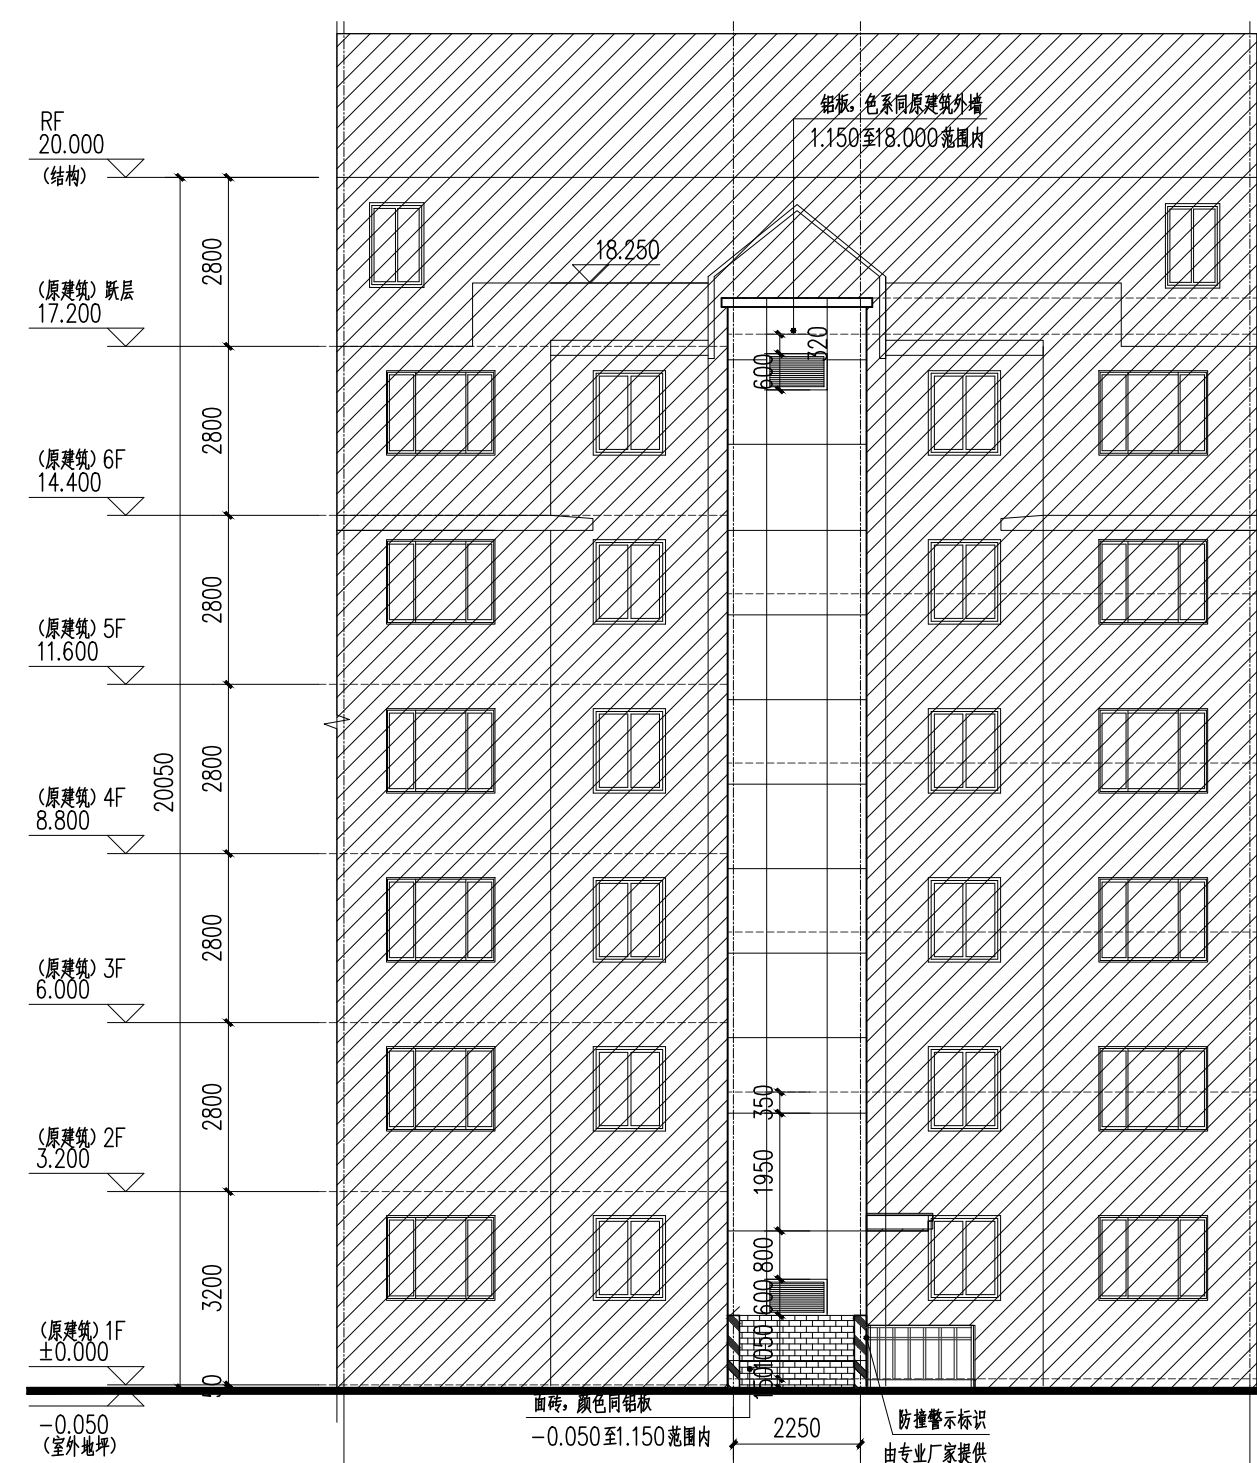 铝板，色系同原建筑外墙
1.150至18.000范围内
RF
20.000
(结构)
2800
18.250
(原建筑) 跃层
17.200
320
600
2800
(原建筑) 6F
14.400
2800
(原建筑) 5F
11.600
20050
2800
(原建筑) 4F
8.800
2800
(原建筑) 3F
6.000
2800
350
(原建筑) 2F
3.200
1950
800
600
3200
1050
(原建筑) 1F
±0.000
-0.050
(室外地坪)
面砖，颜色同铝板
-0.050至1.150范围内
2250
防撞警示标识
由专业厂家提供